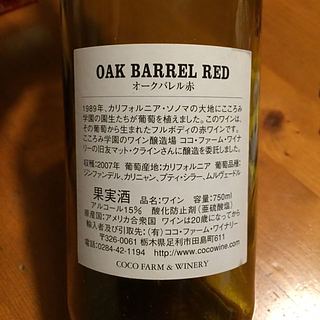 OAK BARREL RED
オークバレル赤
1989年、カリフォルニア・ソノマの大地にこころみ
学園の園生たちが葡萄を植えました。このワインは、
その葡萄から生まれたフルボディの赤ワインです。
こころみ学園のワイン醸造場 ココ・ファーム・ワイナ
リーの旧友マット・クラインさんに醸造を委託しました。
収穫:2007年 葡萄産地:カリフォルニア 葡萄品種:
ジンファンデル、カリニャン、プティ・シラー、ムルヴェードル
果実酒 品名:ワイン 容量:750ml
アルコール15% 酸化防止剤(亜硫酸塩)
原産国:アメリカ合衆国 ワインは20歳になってから
輸入者及び引取先:(有)ココ・ファーム・ワイナリー
〒326-0061 栃木県足利市田島町611
電話:0284-42-1194 http://www.cocowine.com
COCO FARM & WINERY